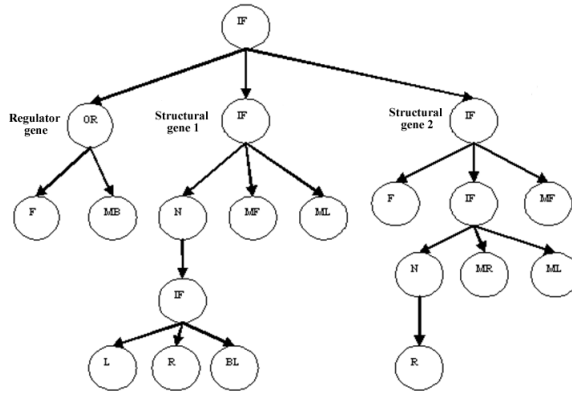 IF
Regulator
gene
OR
Structural
gene 1
IF
Structural
gene 2
IF
F
MB
N
MF
ML
F
IF
MF
IF
N
MR
ML
L
R
BL
R